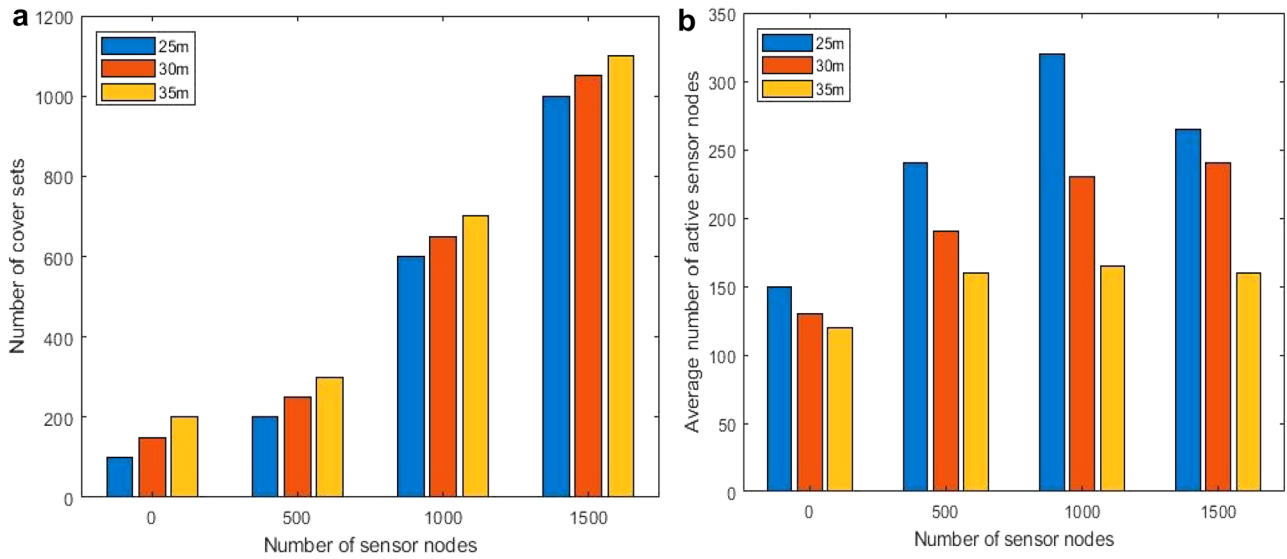 a
1200
1000
800
600
400
200
0
Number of cover sets
25m
30m
35m
0 500 1000 1500
Number of sensor nodes
b
350
300
250
200
150
100
50
0
Average number of active sensor nodes
25m
30m
35m
0 500 1000 1500
Number of sensor nodes